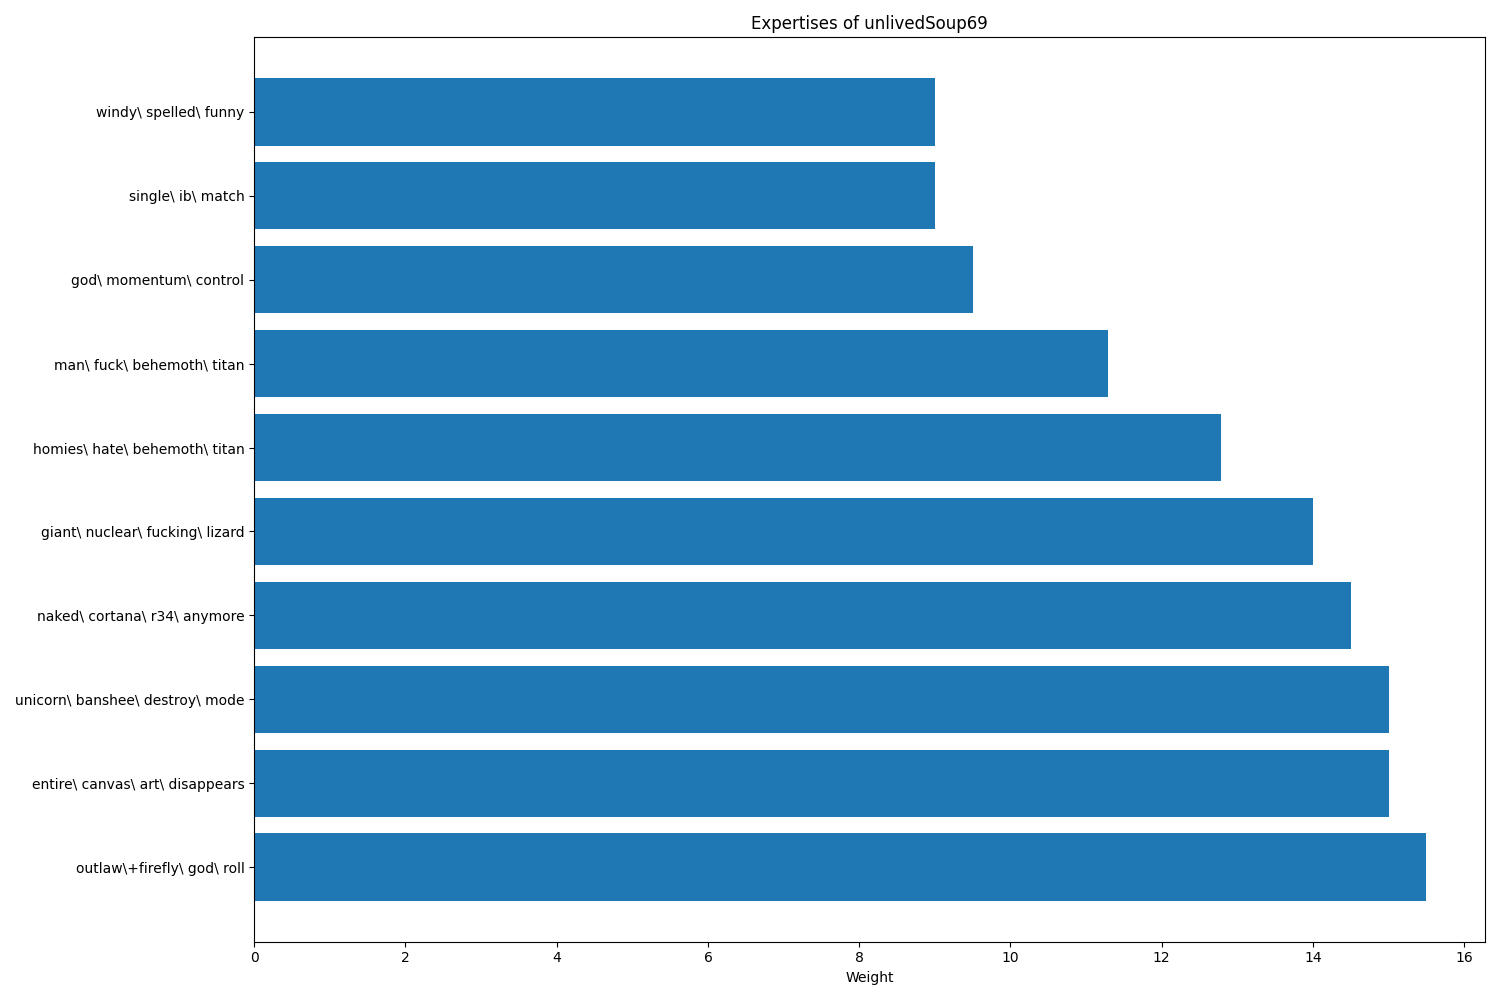 Expertises of unlivedSoup69
windy\ spelled\ funny
single\ ib\ match
god\ momentum\ control
man\ fuck\ behemoth\ titan
homies\ hate\ behemoth\ titan
giant\ nuclear\ fucking\ lizard
naked\ cortana\ r34\ anymore
unicorn\ banshee\ destroy\ mode
entire\ canvas\ art\ disappears
outlaw\+firefly\ god\ roll
0 2 4 6 8 10 12 14 16
Weight